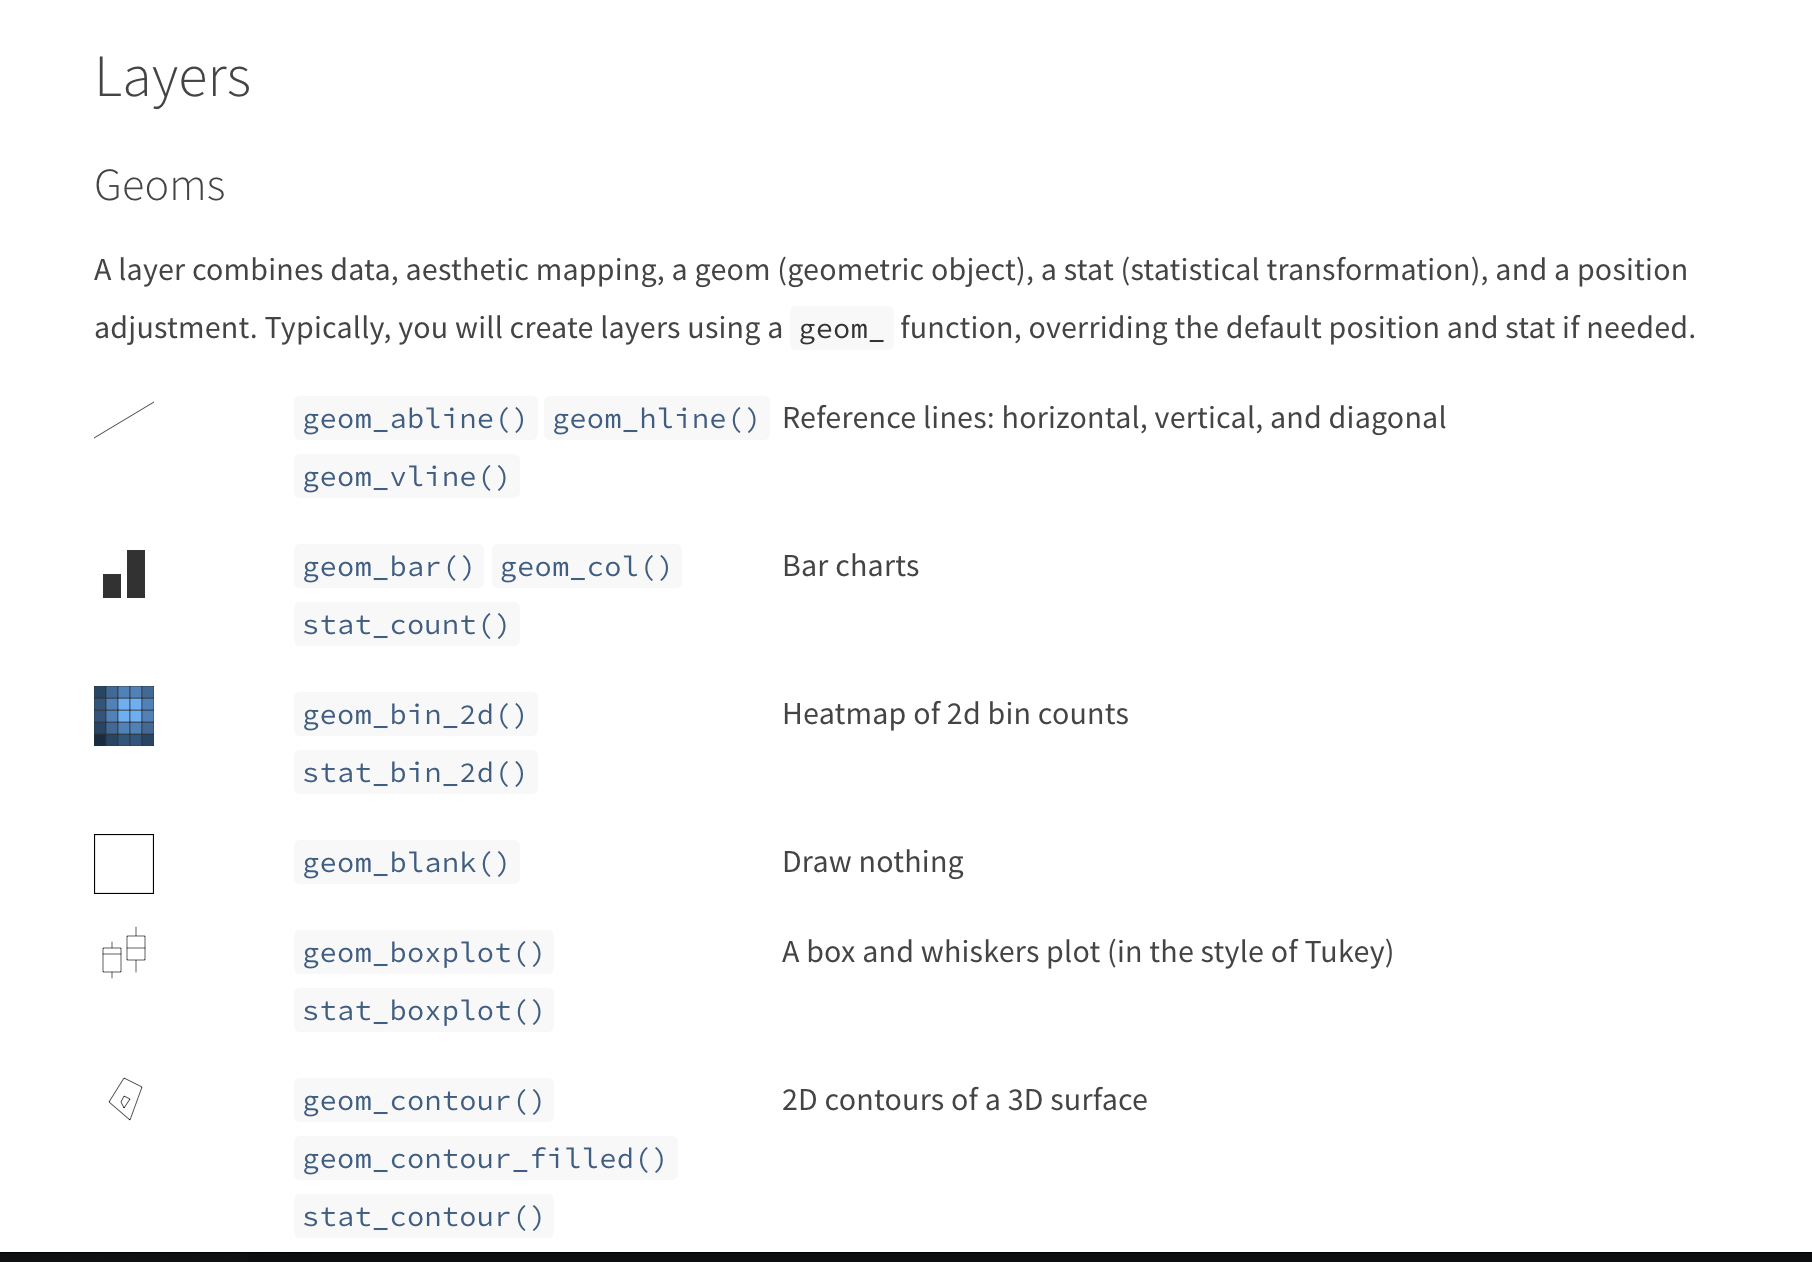 Layers
Geoms
A layer combines data, aesthetic mapping, a geom (geometric object), a stat (statistical transformation), and a position
adjustment. Typically, you will create layers using a geom_ function, overriding the default position and stat if needed.
geom_abline() geom_hline() Reference lines: horizontal, vertical, and diagonal
geom_vline()
geom_bar() geom_col() Bar charts
stat_count()
geom_bin_2d() Heatmap of 2d bin counts
stat_bin_2d()
geom_blank() Draw nothing
geom_boxplot() A box and whiskers plot (in the style of Tukey)
stat_boxplot()
geom_contour() 2D contours of a 3D surface
geom_contour_filled()
stat_contour()